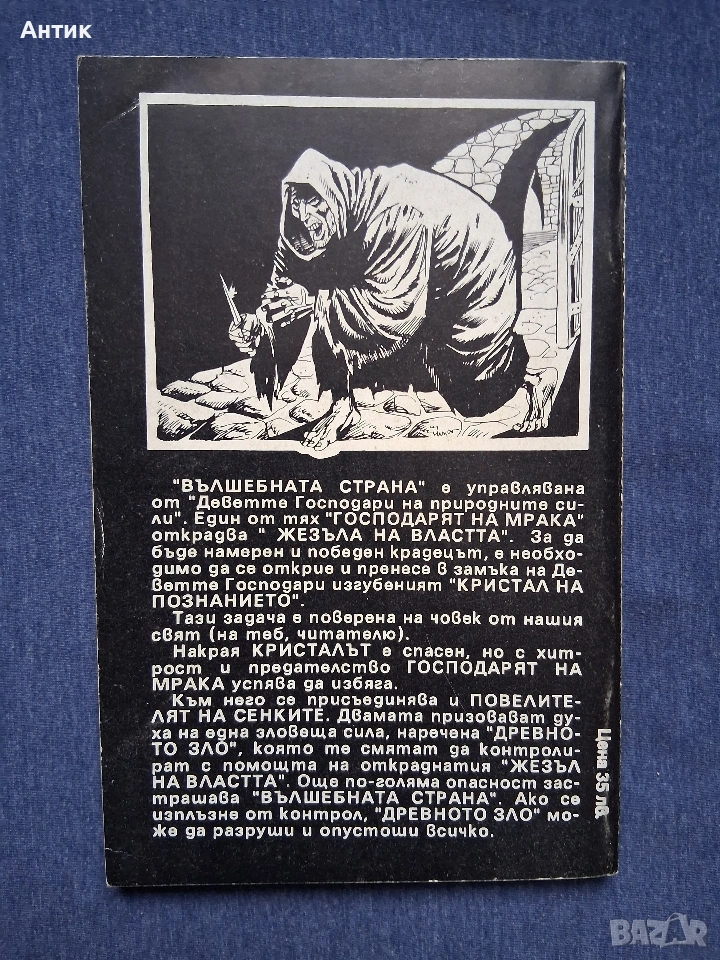 Антик
"ВЪЛШЕБНАТА СТРАНА" е управлявана
от "Деветте Господари на природните си-
ли". Един от тях "ГОСПОДАРЯТ НА МРАКА"
открадва " ЖЕЗЪЛА НА ВЛАСТТА". За да
бъде намерен и победен крадецът, е необхо-
димо да се открие и пренесе в замъка на Де-
ветте Господари изгубеният "КРИСТАЛ НА
ПОЗНАНИЕТО".
Тази задача е поверена на човек от нашия
свят (на теб, читателю).
Накрая КРИСТАЛЪТ е спасен, но с хит-
рост и предателство ГОСПОДАРЯТ НА
МРАКА успява да избяга.
Към него се присъединява и ПОВЕЛИТЕ-
ЛЯТ НА СЕНКИТЕ. Двамата призовават ду-
ха на една зловеща сила, наречена "ДРЕВНО-
ТО ЗЛО", която те смятат да контроли-
рат с помощта на откраднатия "ЖЕЗЪЛ
НА ВЛАСТТА". Още по-голяма опасност зас-
трашава "ВЪЛШЕБНАТА СТРАНА". Ако се
изплъзне от контрол, "ДРЕВНОТО ЗЛО" мо-
же да разруши и опустоши всичко.
Цена 35 лв.
BAZAR